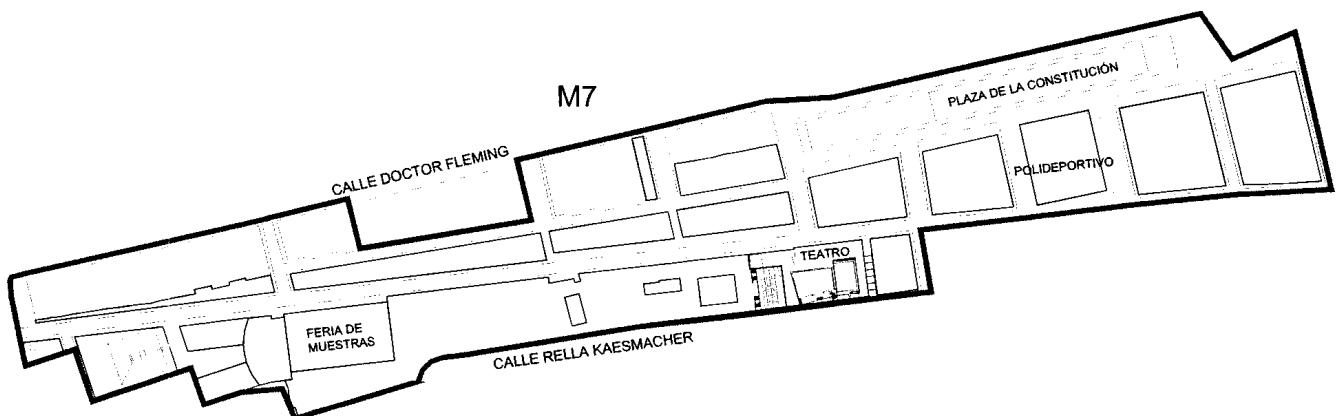 M7
PLAZA DE LA CONSTITUCIÓN
CALLE DOCTOR FLEMING
POLIDEPORTIVO
TEATRO
FERIA DE
MUESTRAS
CALLE RELLA KAESMACHER